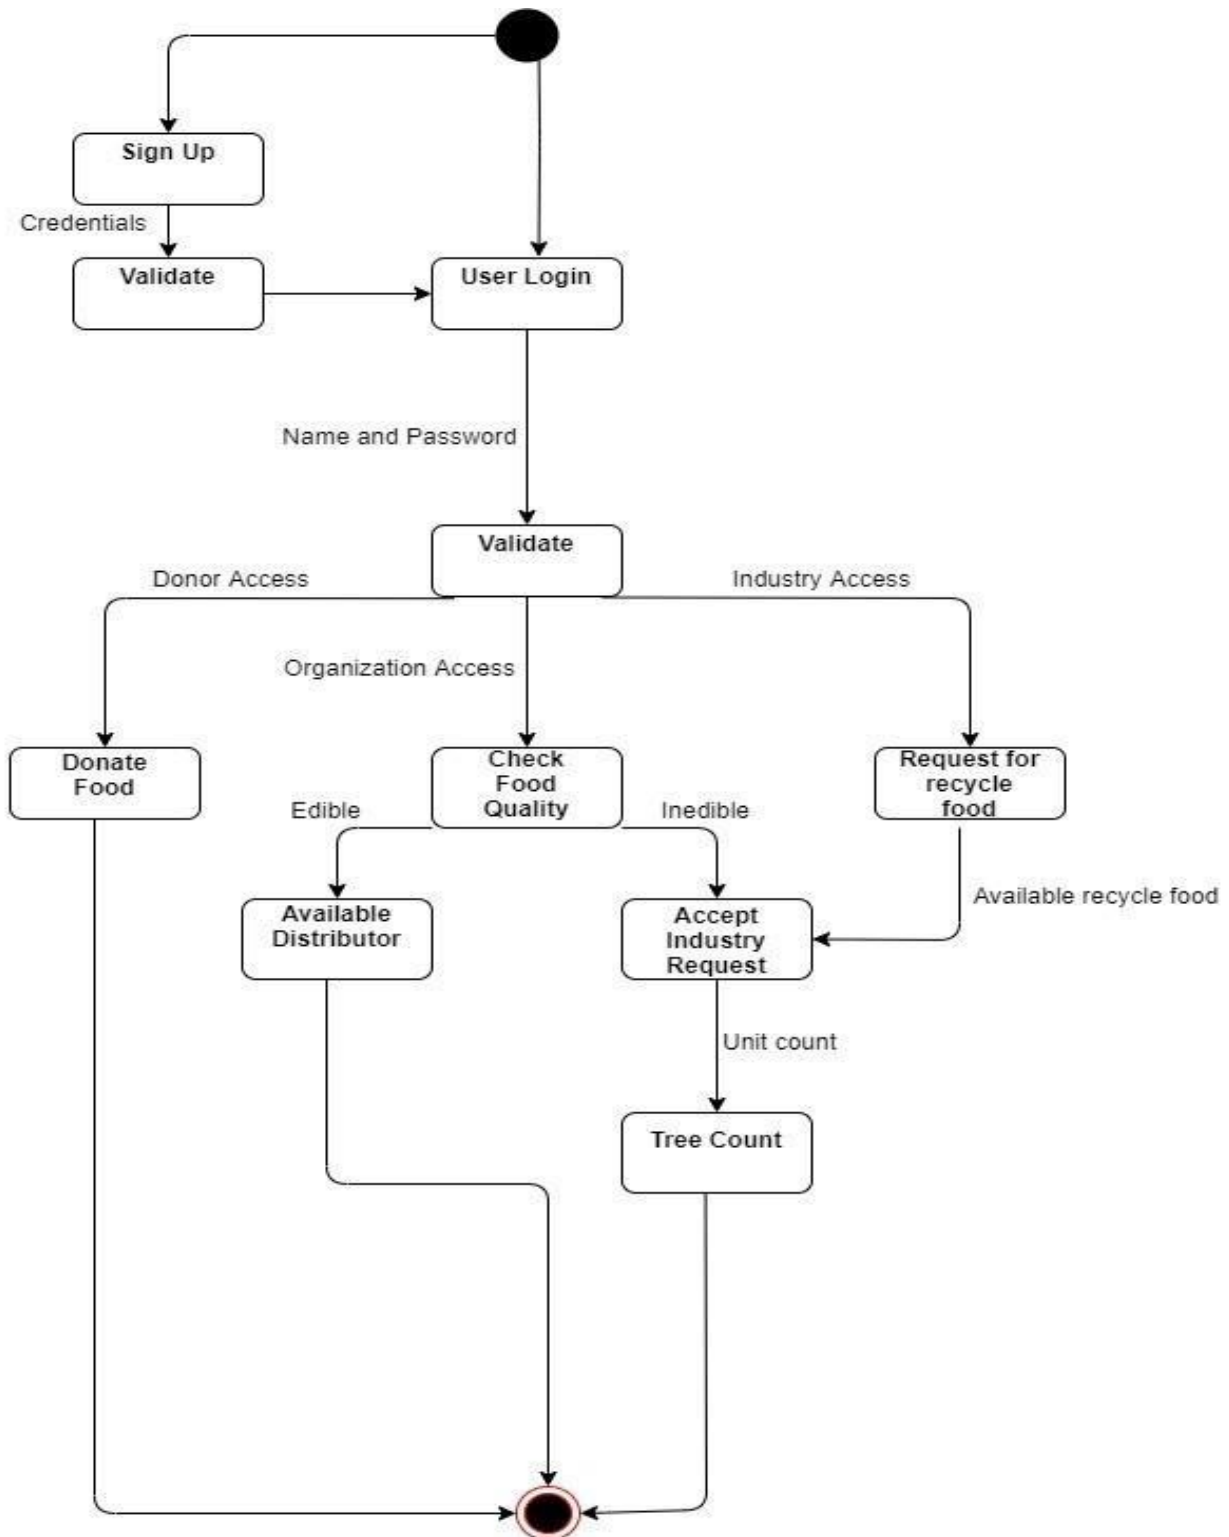 Sign Up
Credentials
Validate
User Login
Name and Password
Validate
Donor Access
Industry Access
Organization Access
Donate
Food
Check
Food
Quality
Request for
recycle
food
Edible
Inedible
Available
Distributor
Accept
Industry
Request
Available recycle food
Unit count
Tree Count